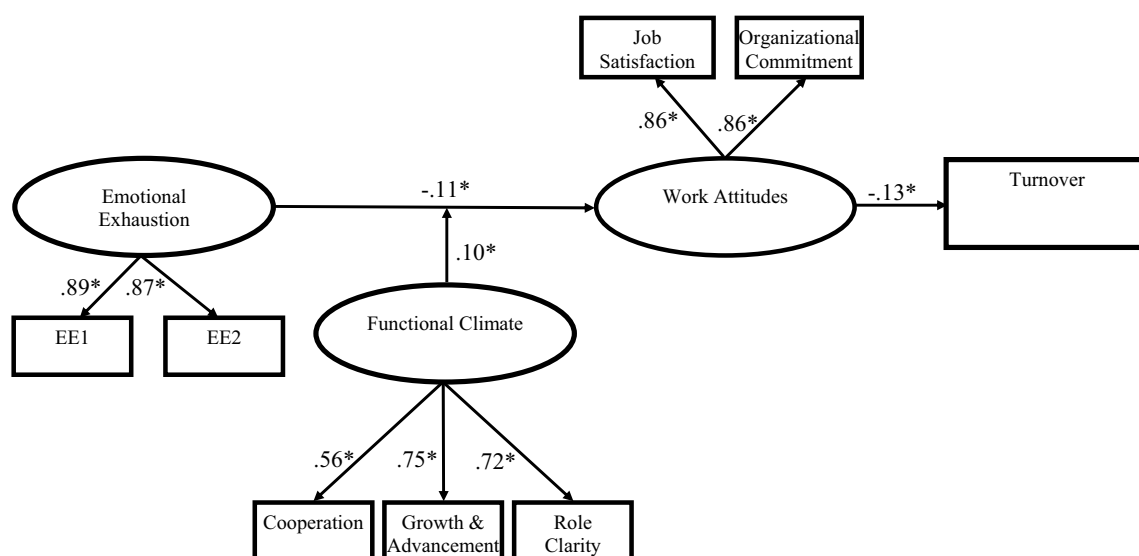 Job
Satisfaction
Organizational
Commitment
.86*
.86*
Emotional
Exhaustion
-.11*
Work Attitudes
-.13*
Turnover
.10*
.89*
.87*
EE1
EE2
Functional Climate
.56*
.75*
.72*
Cooperation
Growth &
Advancement
Role
Clarity